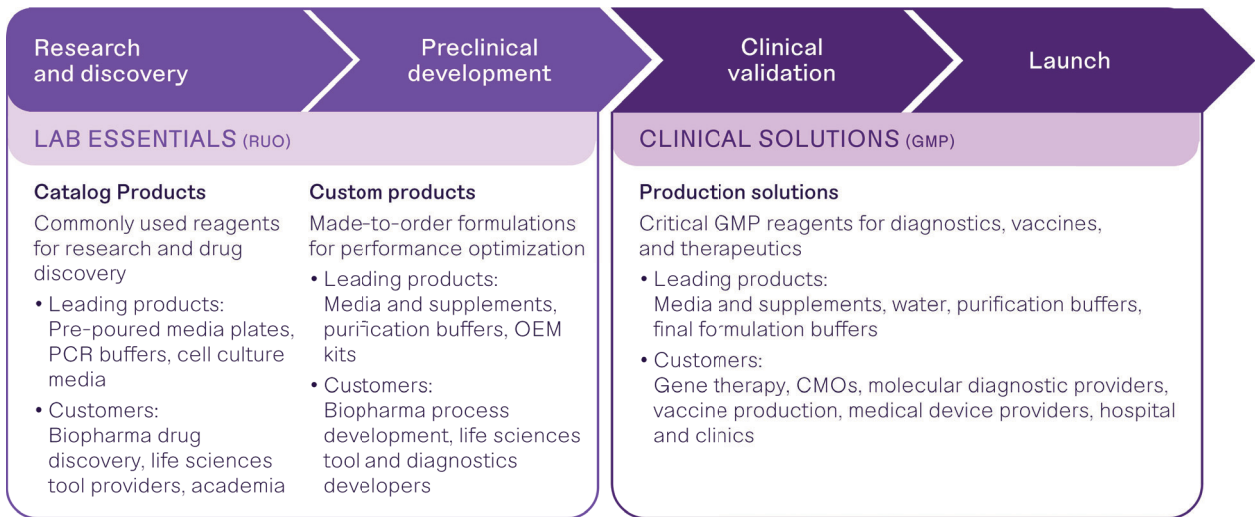 Research
and discovery
Preclinical
development
Clinical
validation
Launch
LAB ESSENTIALS (RUO)
Catalog Products
Commonly used reagents
for research and drug
discovery
• Leading products:
Pre-poured media plates,
PCR buffers, cell culture
media
• Customers:
Biopharma drug
discovery, life sciences
tool providers, academia
Custom products
Made-to-order formulations
for performance optimization
• Leading products:
Media and supplements,
purification buffers, OEM
kits
• Customers:
Biopharma process
development, life sciences
tool and diagnostics
developers
CLINICAL SOLUTIONS (GMP)
Production solutions
Critical GMP reagents for diagnostics, vaccines,
and therapeutics
• Leading products:
Media and supplements, water, purification buffers,
final formulation buffers
• Customers:
Gene therapy, CMOs, molecular diagnostic providers,
vaccine production, medical device providers, hospital
and clinics